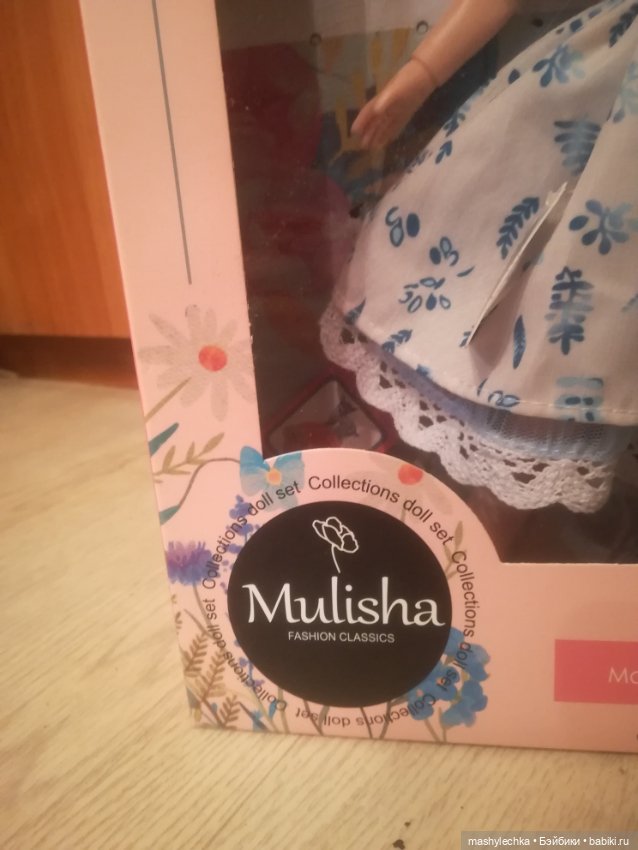 Collections doll set Collections doll set Collections doll set Collections doll set
Mulisha
FASHION CLASSICS
mashylechka • Бэйбики • babiki.ru